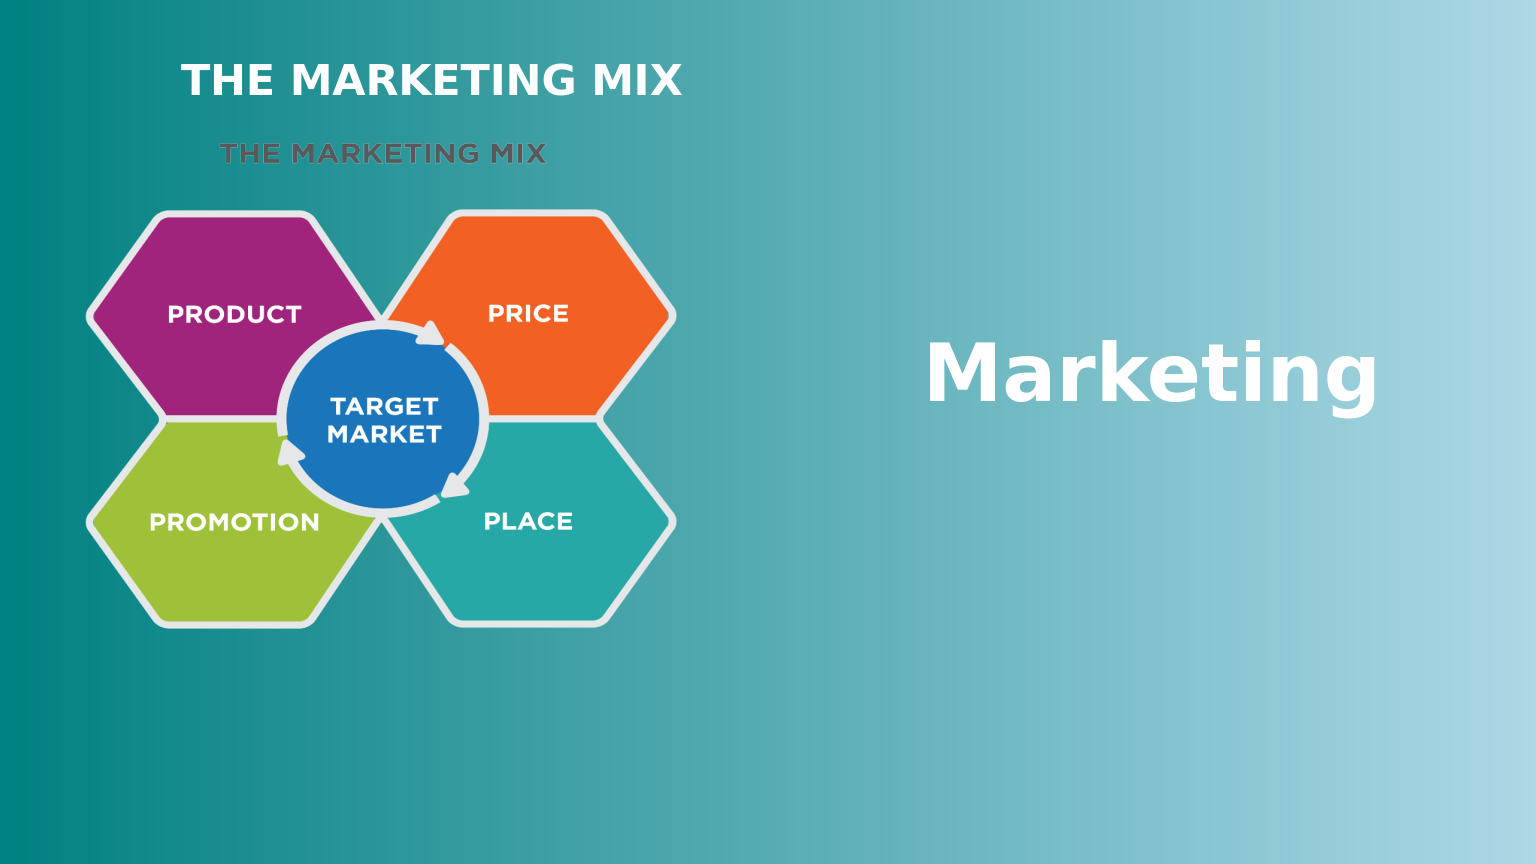 THE MARKETING MIX
THE MARKETING MIX
PRODUCT
PRICE
TARGET
MARKET
PROMOTION
PLACE
Marketing